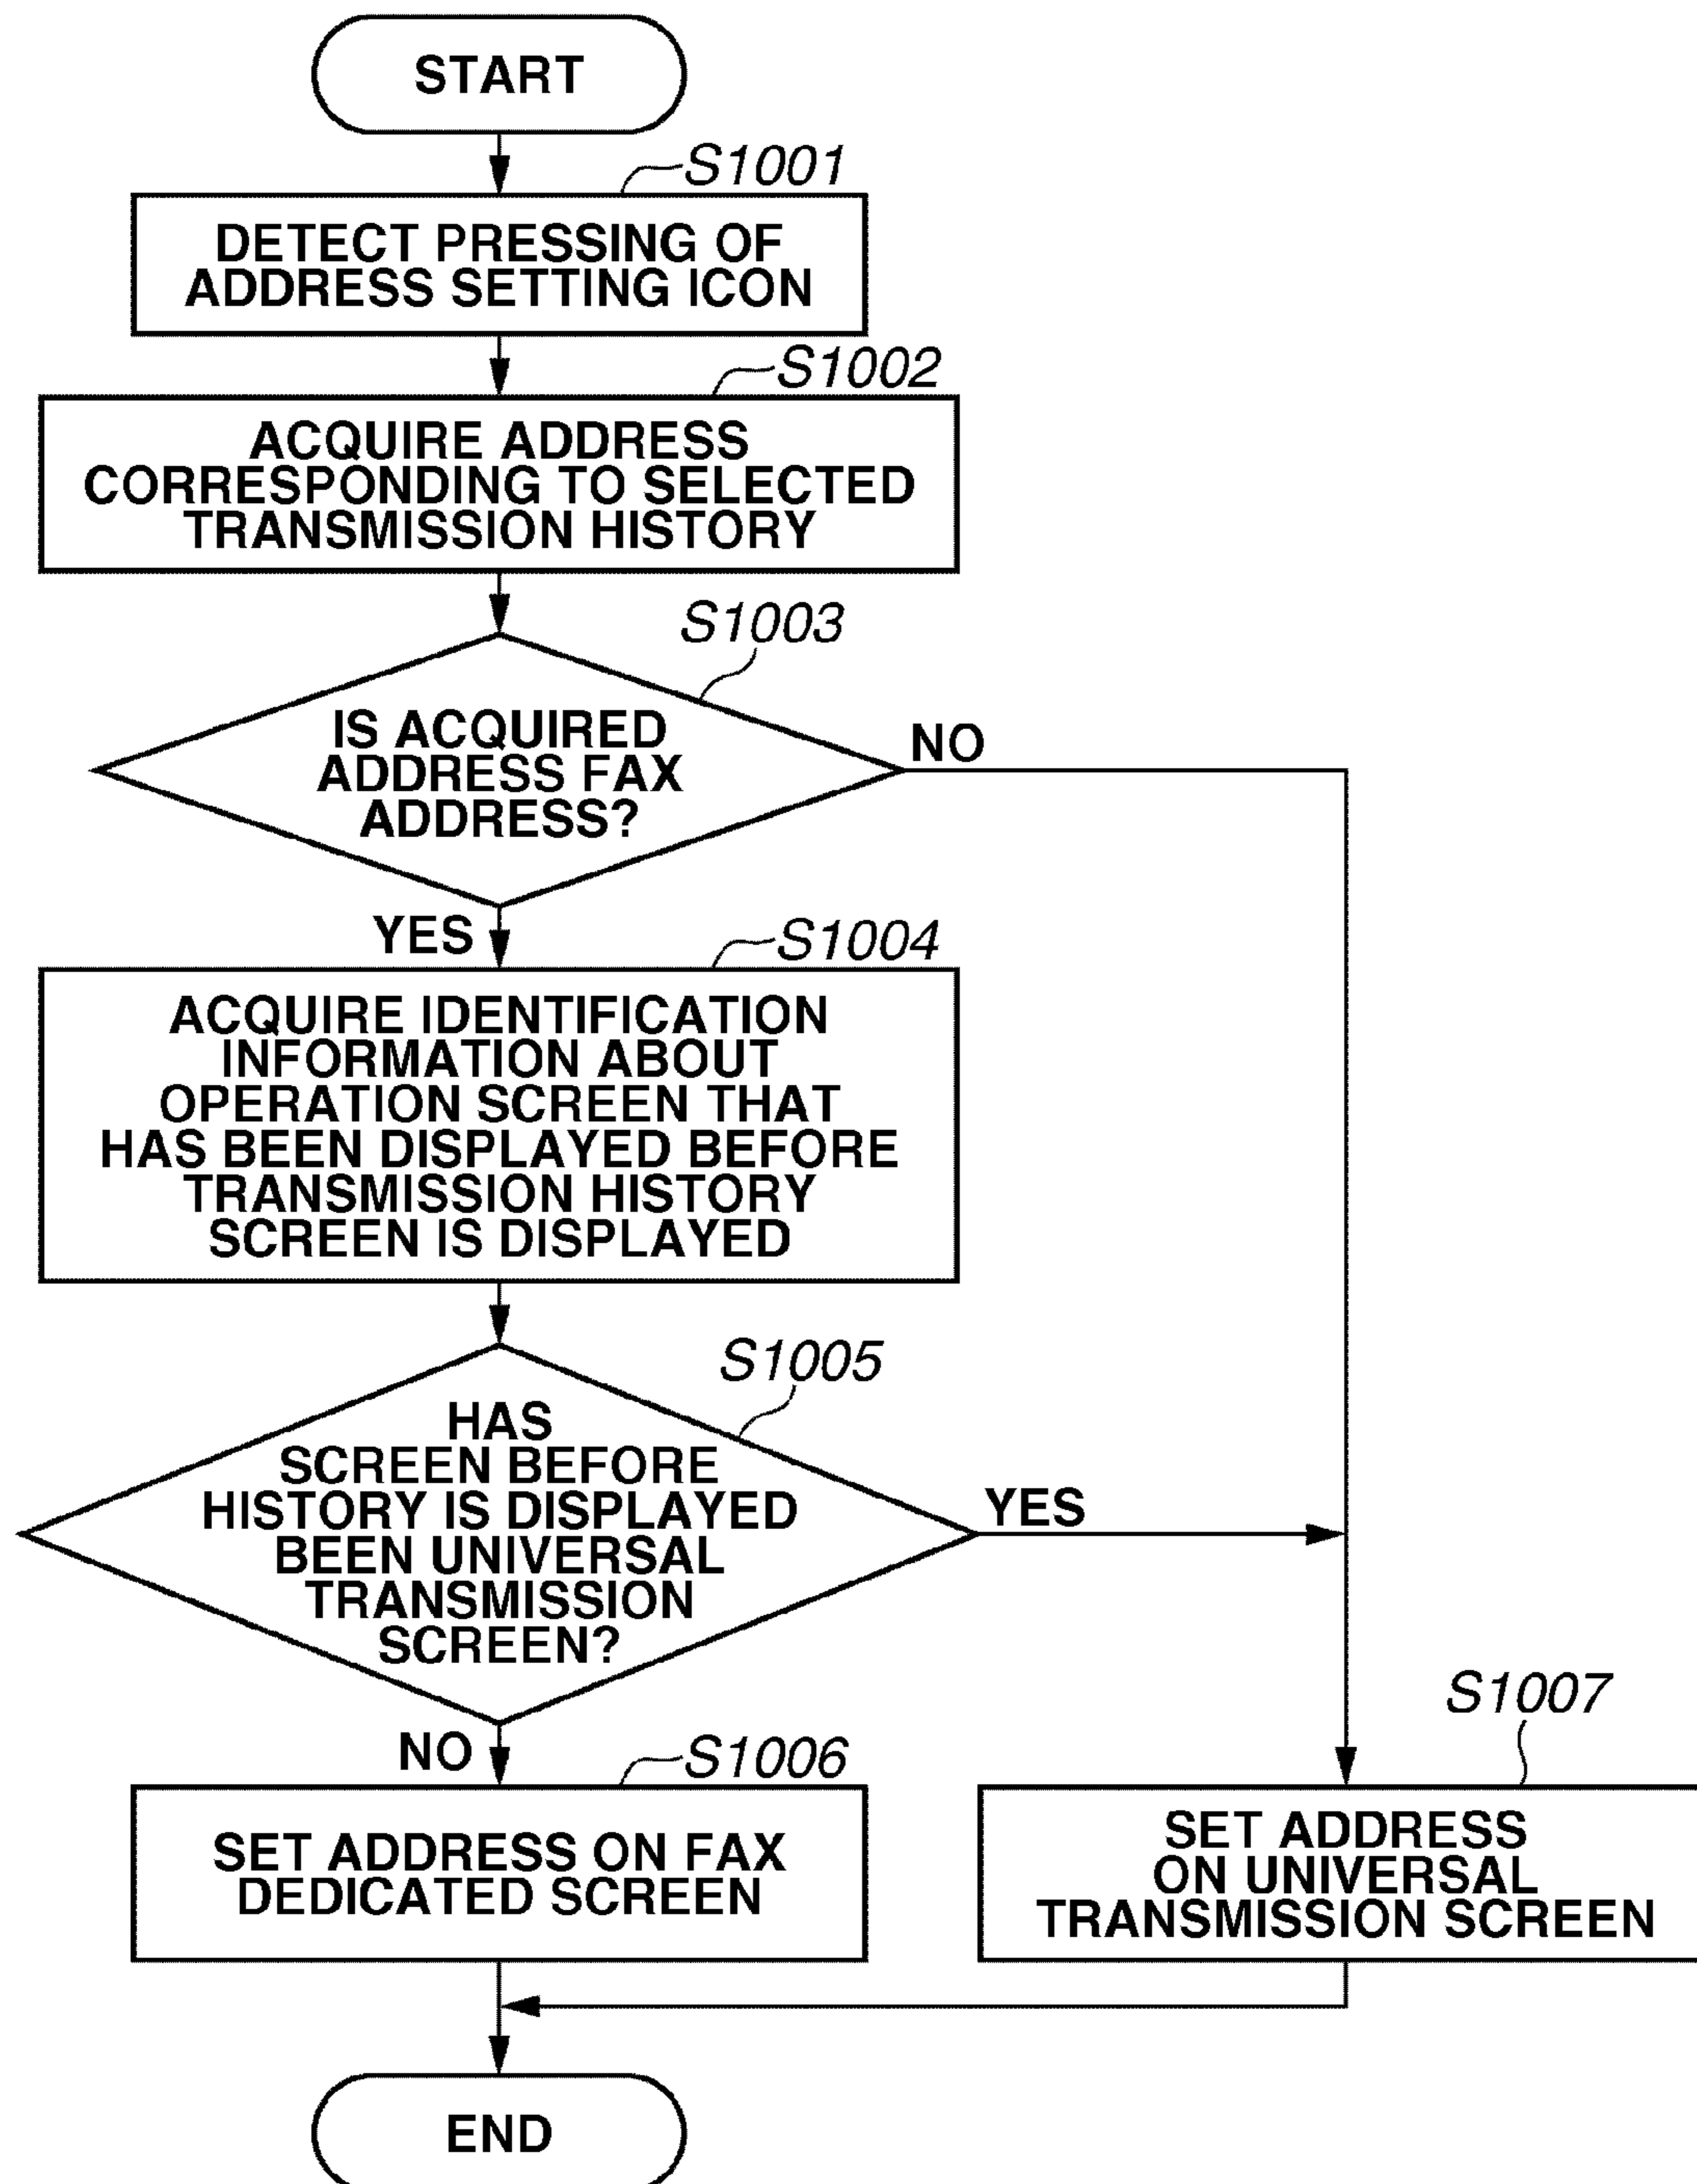 START
S1001
DETECT PRESSING OF
ADDRESS SETTING ICON
S1002
ACQUIRE ADDRESS
CORRESPONDING TO SELECTED
TRANSMISSION HISTORY
S1003
IS ACQUIRED
ADDRESS FAX
ADDRESS?
NO
YES
S1004
ACQUIRE IDENTIFICATION
INFORMATION ABOUT
OPERATION SCREEN THAT
HAS BEEN DISPLAYED BEFORE
TRANSMISSION HISTORY
SCREEN IS DISPLAYED
S1005
HAS
SCREEN BEFORE
HISTORY IS DISPLAYED
BEEN UNIVERSAL
TRANSMISSION
SCREEN?
YES
NO
S1006
SET ADDRESS ON FAX
DEDICATED SCREEN
S1007
SET ADDRESS
ON UNIVERSAL
TRANSMISSION SCREEN
END